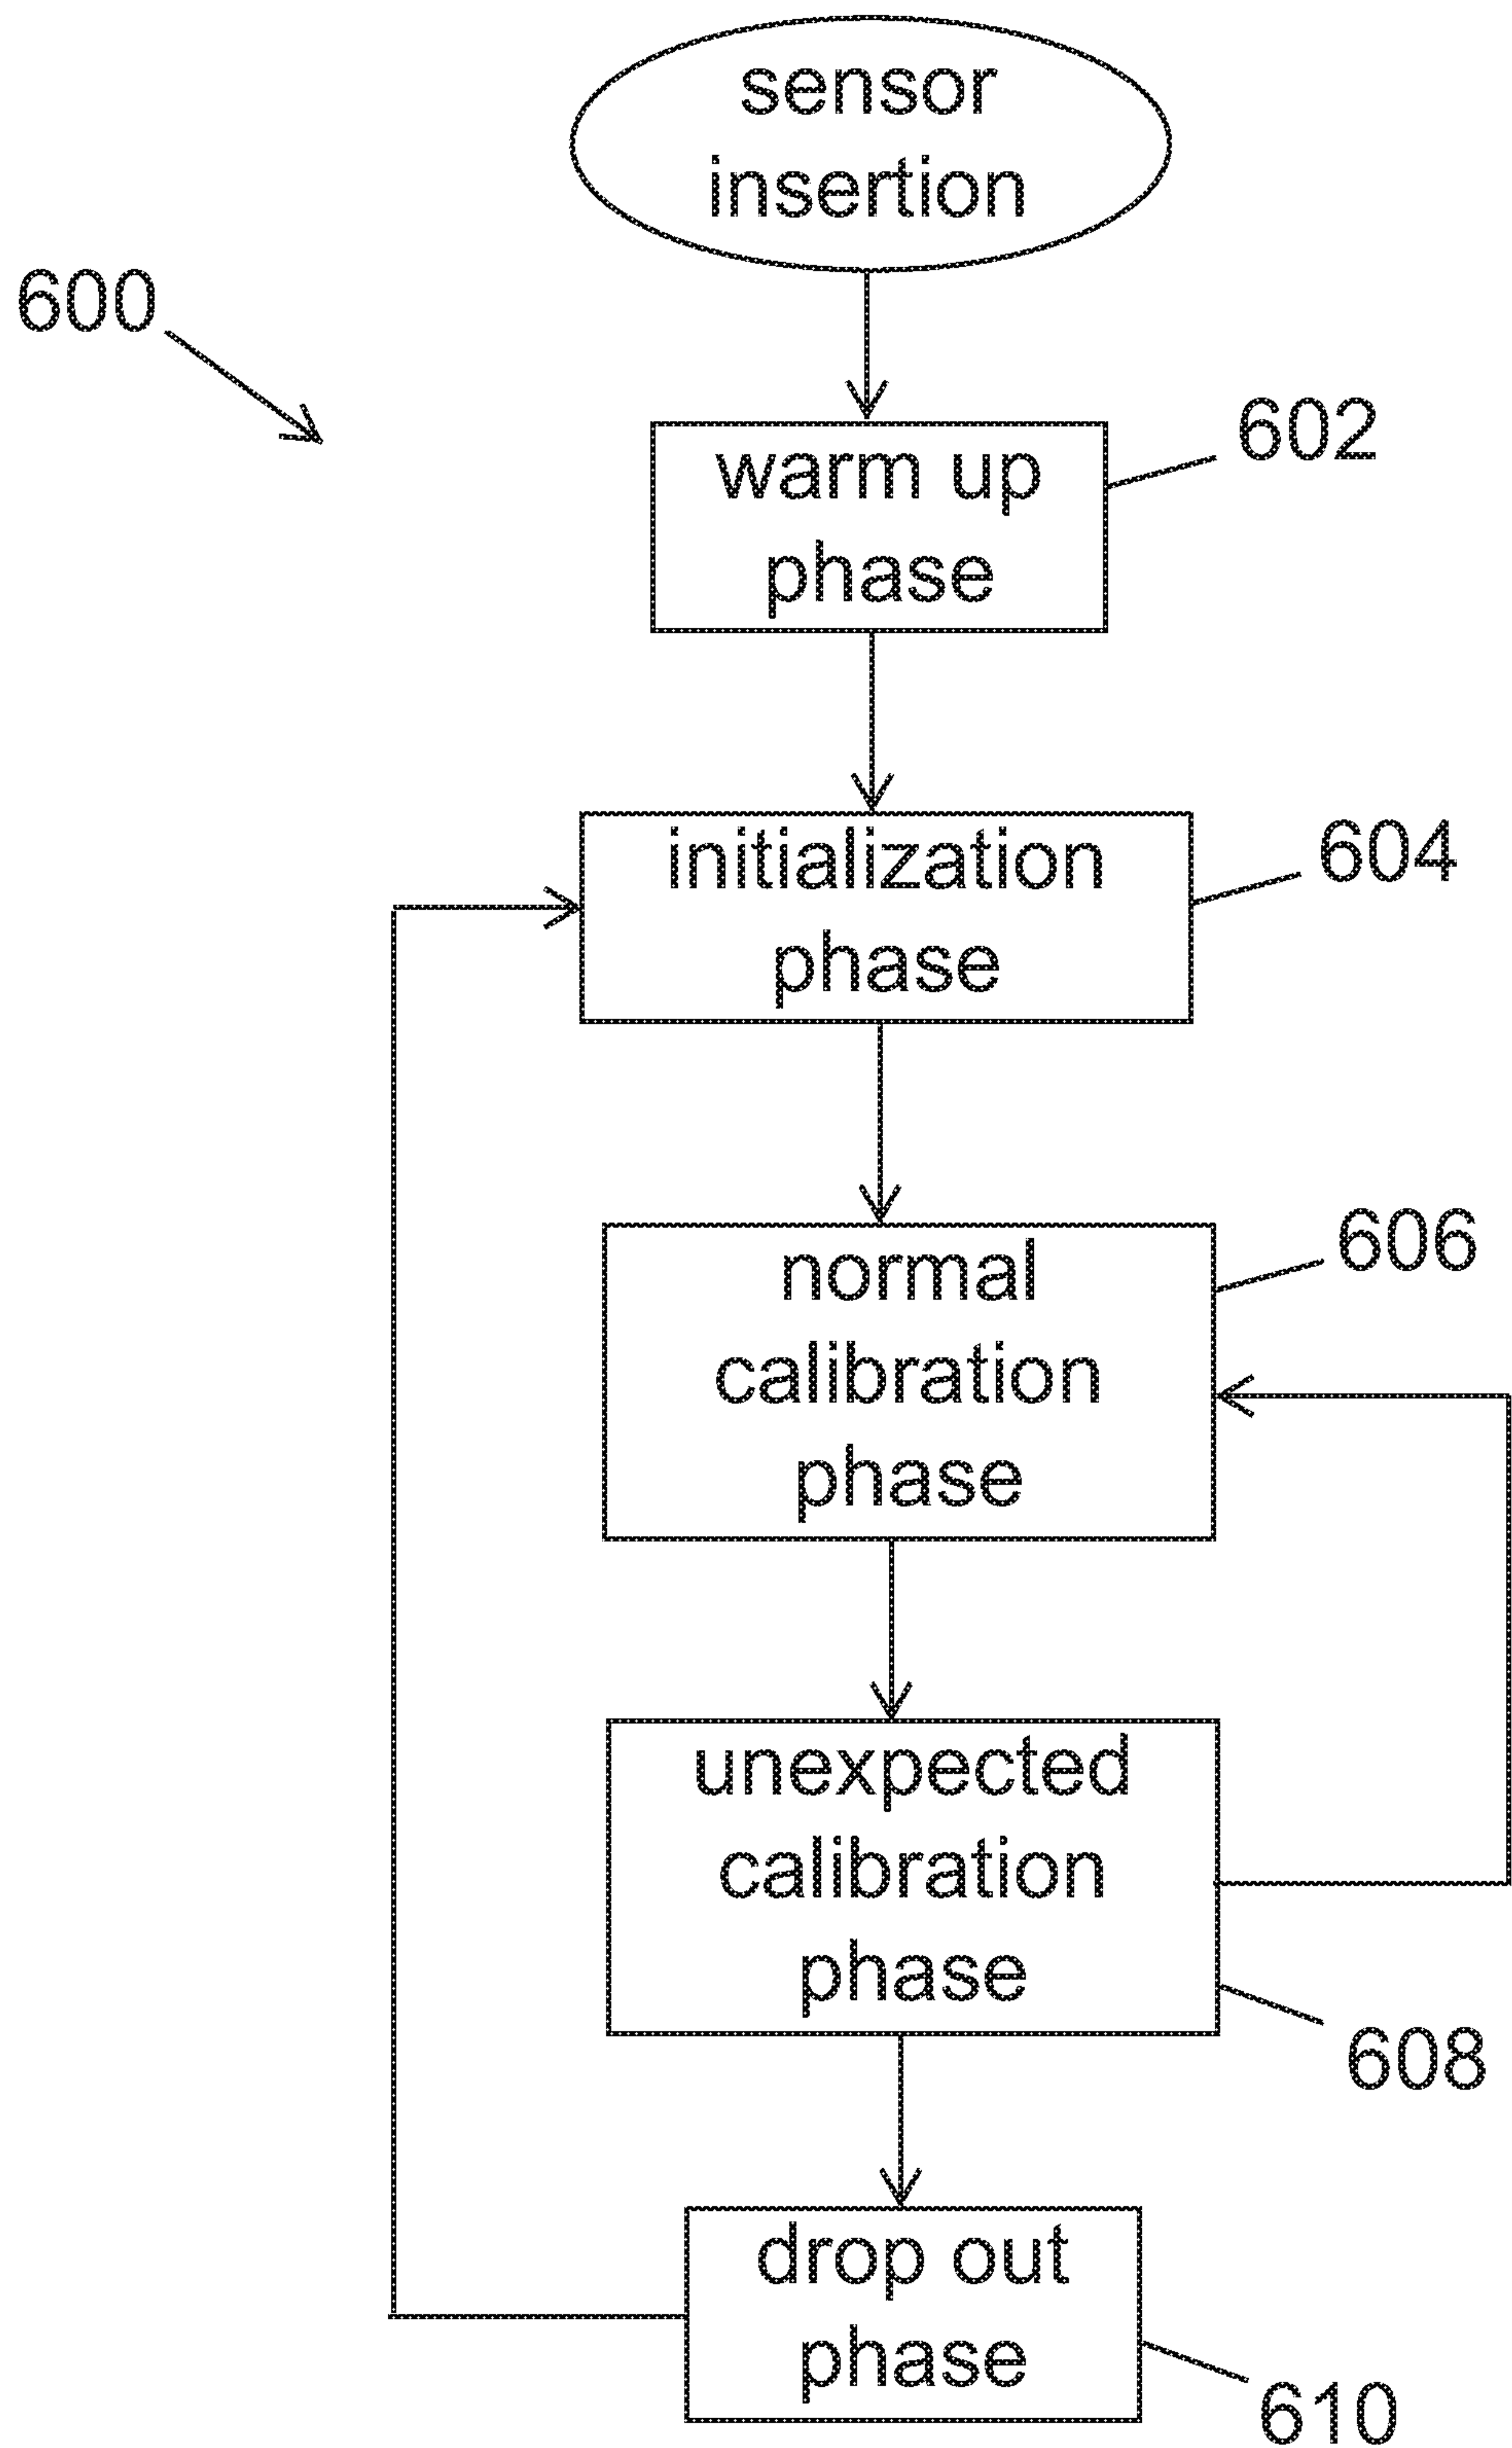 sensor
insertion
600
602
warm up
phase
604
initialization
phase
606
normal
calibration
phase
unexpected
calibration
phase
608
drop out
phase
610